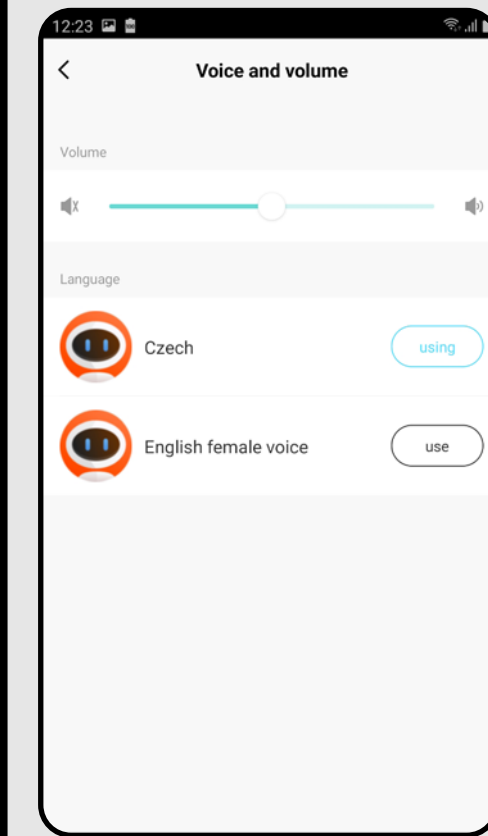 12:23
Voice and volume
Volume
Language
Czech
using
English female voice
use